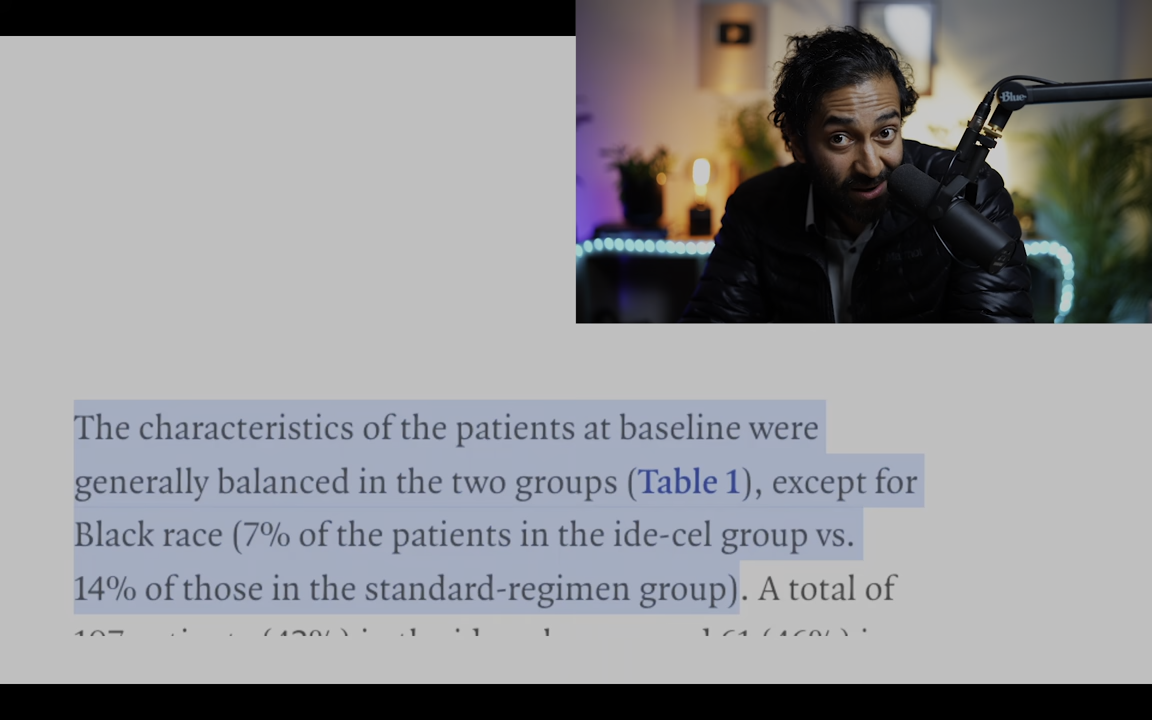 Blue
The characteristics of the patients at baseline were
generally balanced in the two groups (Table 1), except for
Black race (7% of the patients in the ide-cel group vs.
14% of those in the standard-regimen group). A total of